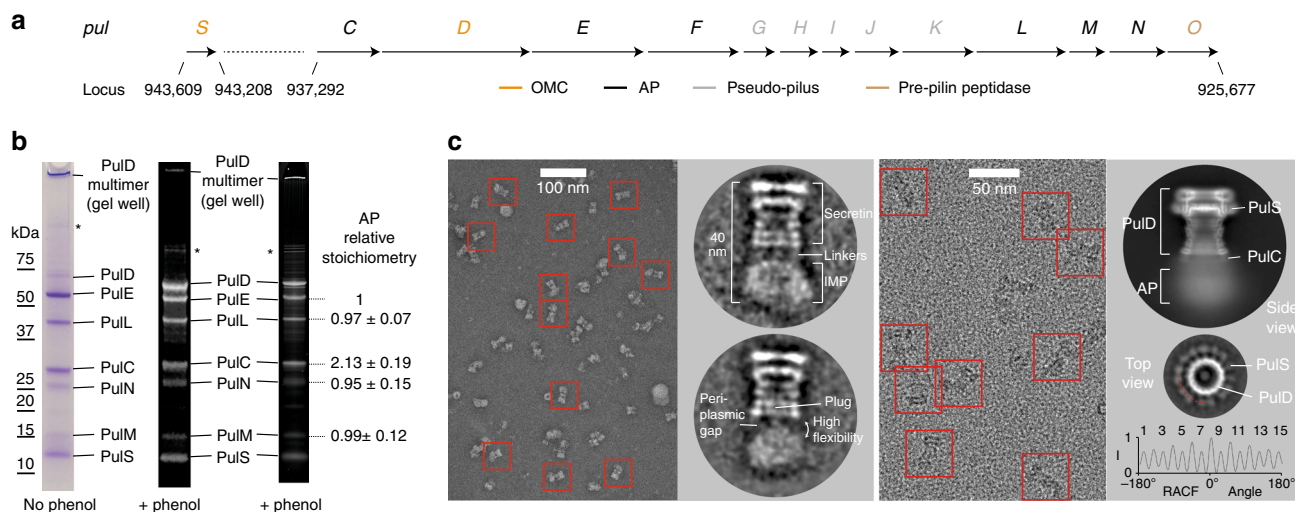 a
pul S C D E F G H I J K L M N O
Locus 943,609 943,208 937,292 925,677
OMC AP Pseudo-pilus Pre-pilin peptidase
b
PulD multimer (gel well)
PulD multimer (gel well)
kDa
75
50
37
25
20
15
10
*
PulD
PulE
PulL
PulC
PulN
PulM
PulS
No phenol
*
*
PulD
PulE
PulL
PulC
PulN
PulM
PulS
+ phenol
+ phenol
AP relative stoichiometry
1
0.97 ± 0.07
2.13 ± 0.19
0.95 ± 0.15
0.99± 0.12
c
100 nm
40 nm
Secretin
Linkers
IMP
Peri-plasmic gap
Plug
High flexibility
50 nm
PulD
PulS
PulC
AP
Side view
Top view
PulS
PulD
1 3 5 7 9 11 13 15
1
I
0
−180° 0° 180°
RACF Angle